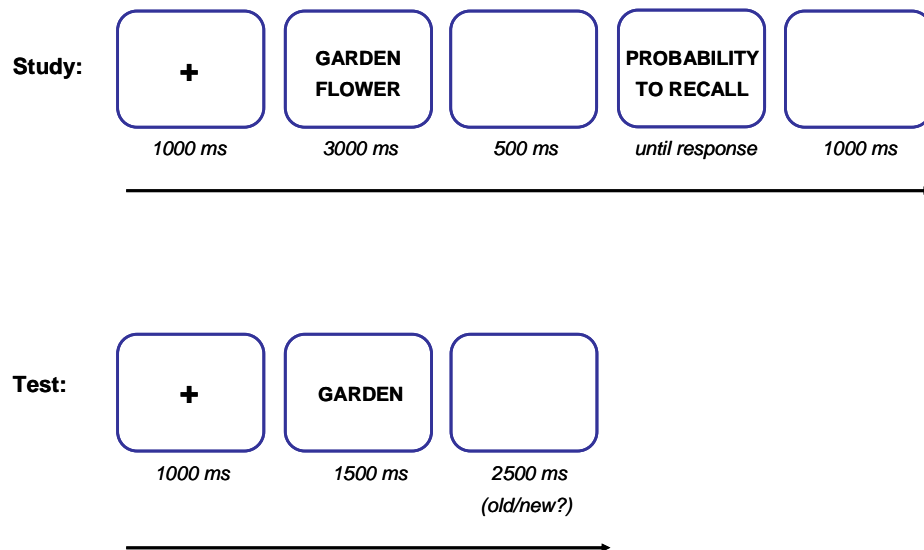 Study:
+
GARDEN
FLOWER
PROBABILITY
TO RECALL
1000 ms
3000 ms
500 ms
until response
1000 ms
Test:
+
GARDEN
1000 ms
1500 ms
2500 ms
(old/new?)